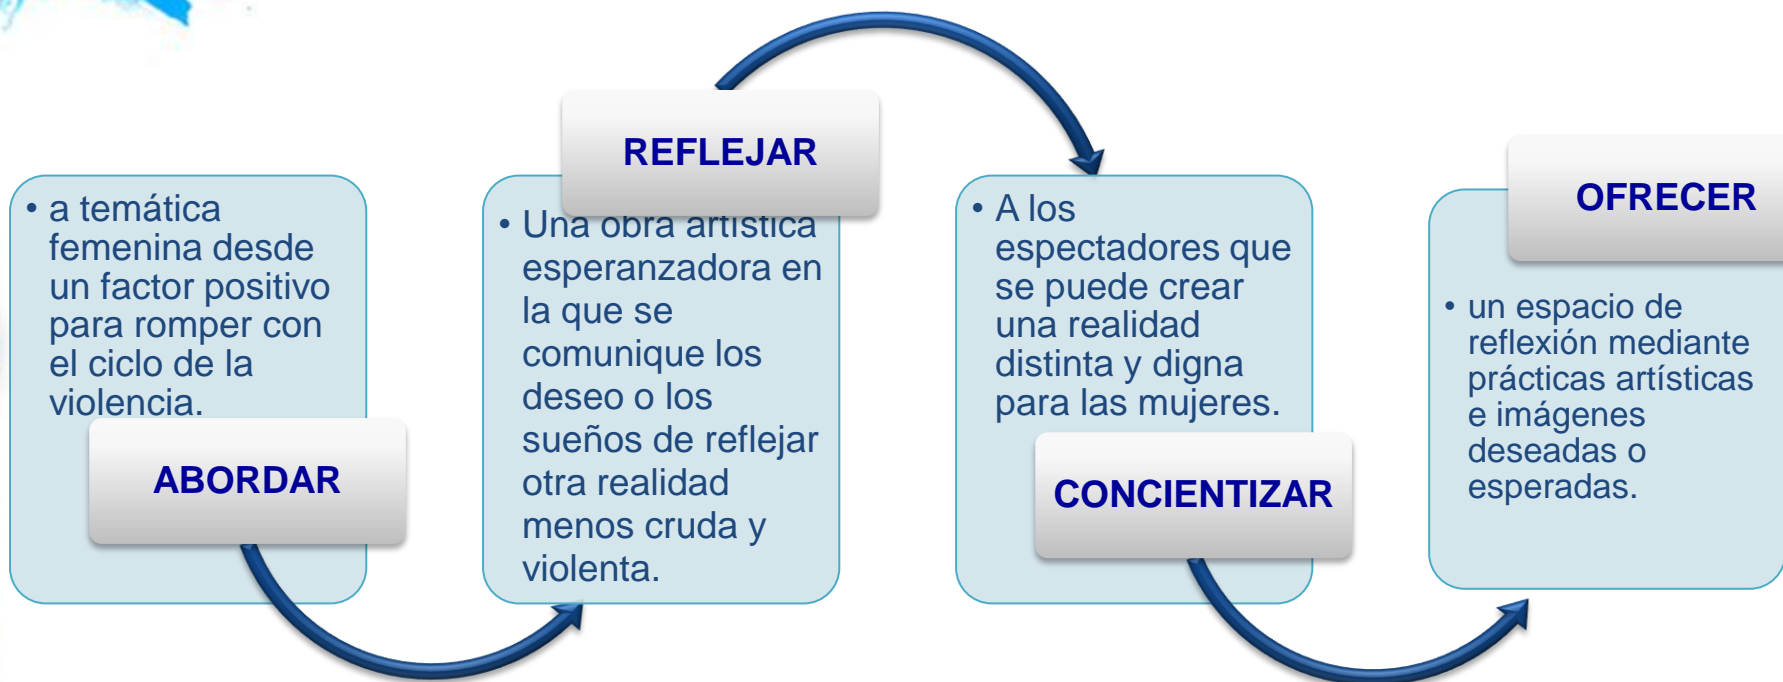 • a temática
femenina desde
un factor positivo
para romper con
el ciclo de la
violencia.
ABORDAR
REFLEJAR
• Una obra artística
esperanzadora en
la que se
comunique los
deseo o los
sueños de reflejar
otra realidad
menos cruda y
violenta.
• A los
espectadores que
se puede crear
una realidad
distinta y digna
para las mujeres.
CONCIENTIZAR
OFRECER
• un espacio de
reflexión mediante
prácticas artísticas
e imágenes
deseadas o
esperadas.